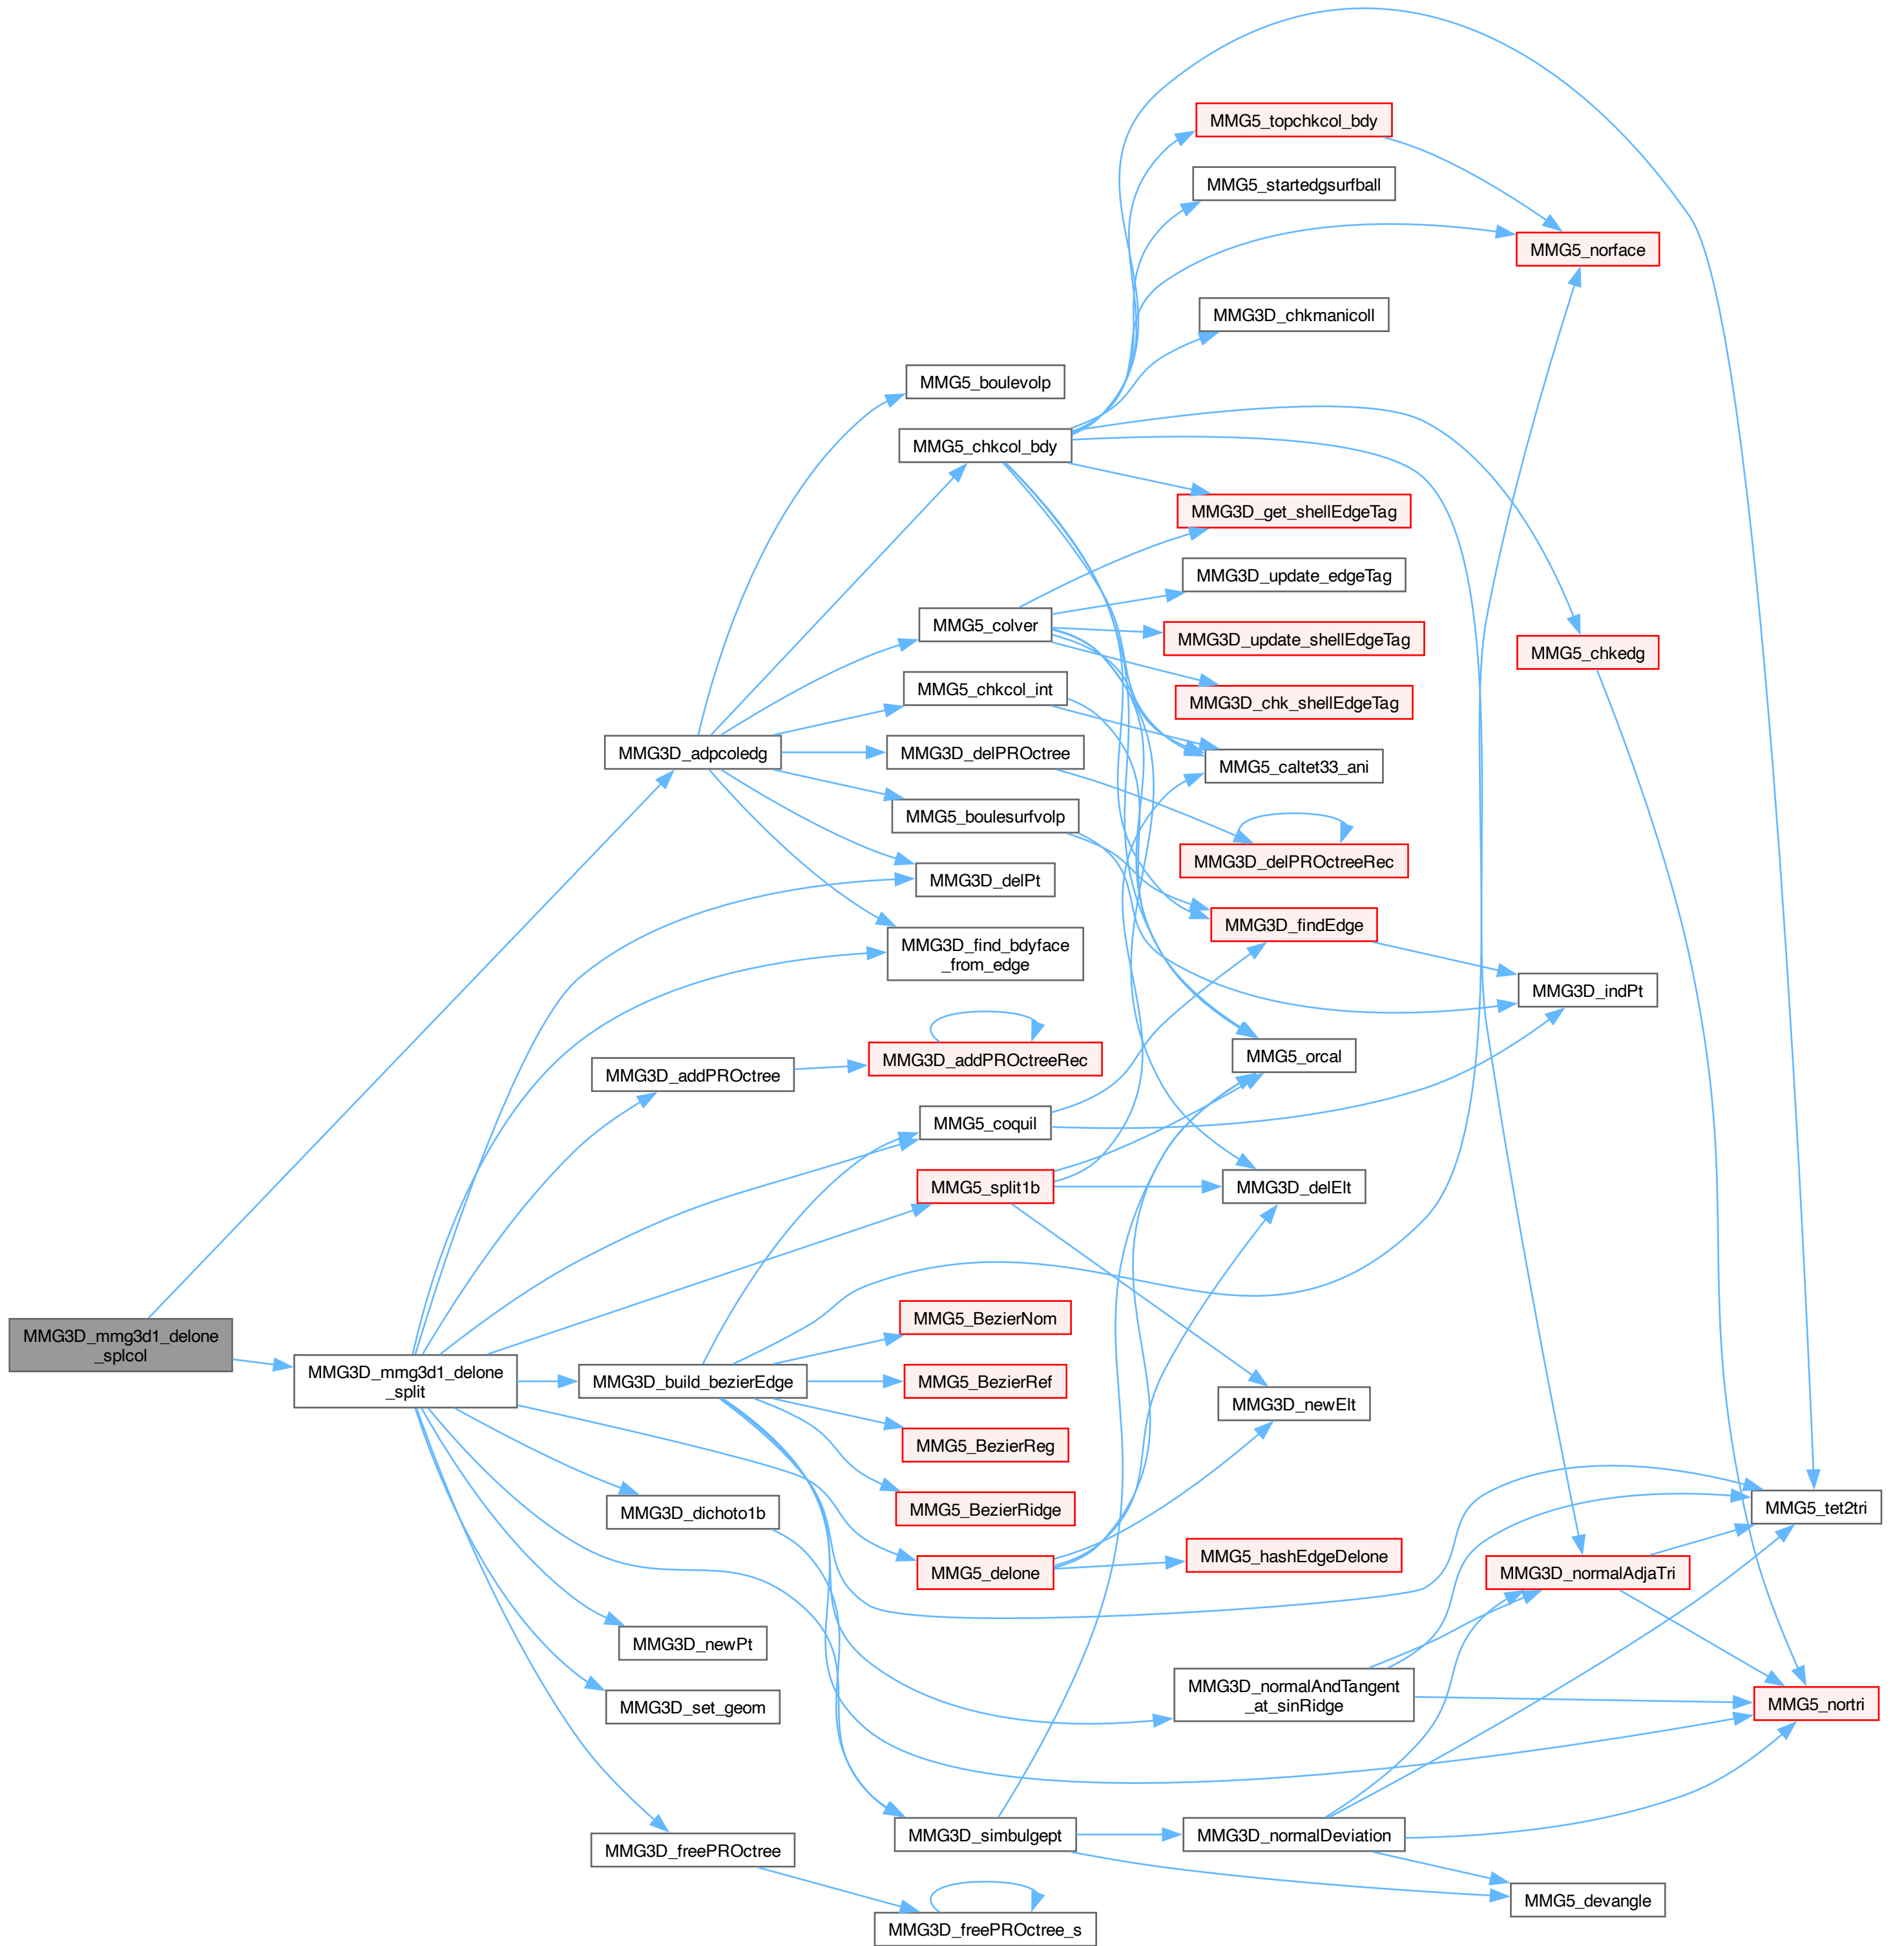 MMG5_topchkcol_bdy
MMG5_startedgsurfball
MMG5_norface
MMG3D_chkmanicoll
MMG5_boulevolp
MMG5_chkcol_bdy
MMG3D_get_shellEdgeTag
MMG3D_update_edgeTag
MMG5_colver
MMG3D_update_shellEdgeTag
MMG5_chkedg
MMG5_chkcol_int
MMG3D_chk_shellEdgeTag
MMG3D_adpcoledg
MMG3D_delPROctree
MMG5_caltet33_ani
MMG5_boulesurfvolp
MMG3D_delPROctreeRec
MMG3D_delPt
MMG3D_findEdge
MMG3D_find_bdyface
_from_edge
MMG3D_indPt
MMG5_orcal
MMG3D_addPROctreeRec
MMG3D_addPROctree
MMG5_coquil
MMG5_split1b
MMG3D_delElt
MMG5_BezierNom
MMG3D_mmg3d1_delone
_splcol
MMG3D_mmg3d1_delone
_split
MMG3D_build_bezierEdge
MMG5_BezierRef
MMG3D_newElt
MMG5_BezierReg
MMG5_BezierRidge
MMG3D_dichoto1b
MMG5_tet2tri
MMG5_hashEdgeDelone
MMG5_delone
MMG3D_normalAdjaTri
MMG3D_newPt
MMG3D_normalAndTangent
_at_sinRidge
MMG3D_set_geom
MMG5_nortri
MMG3D_simbulgept
MMG3D_normalDeviation
MMG3D_freePROctree
MMG5_devangle
MMG3D_freePROctree_s